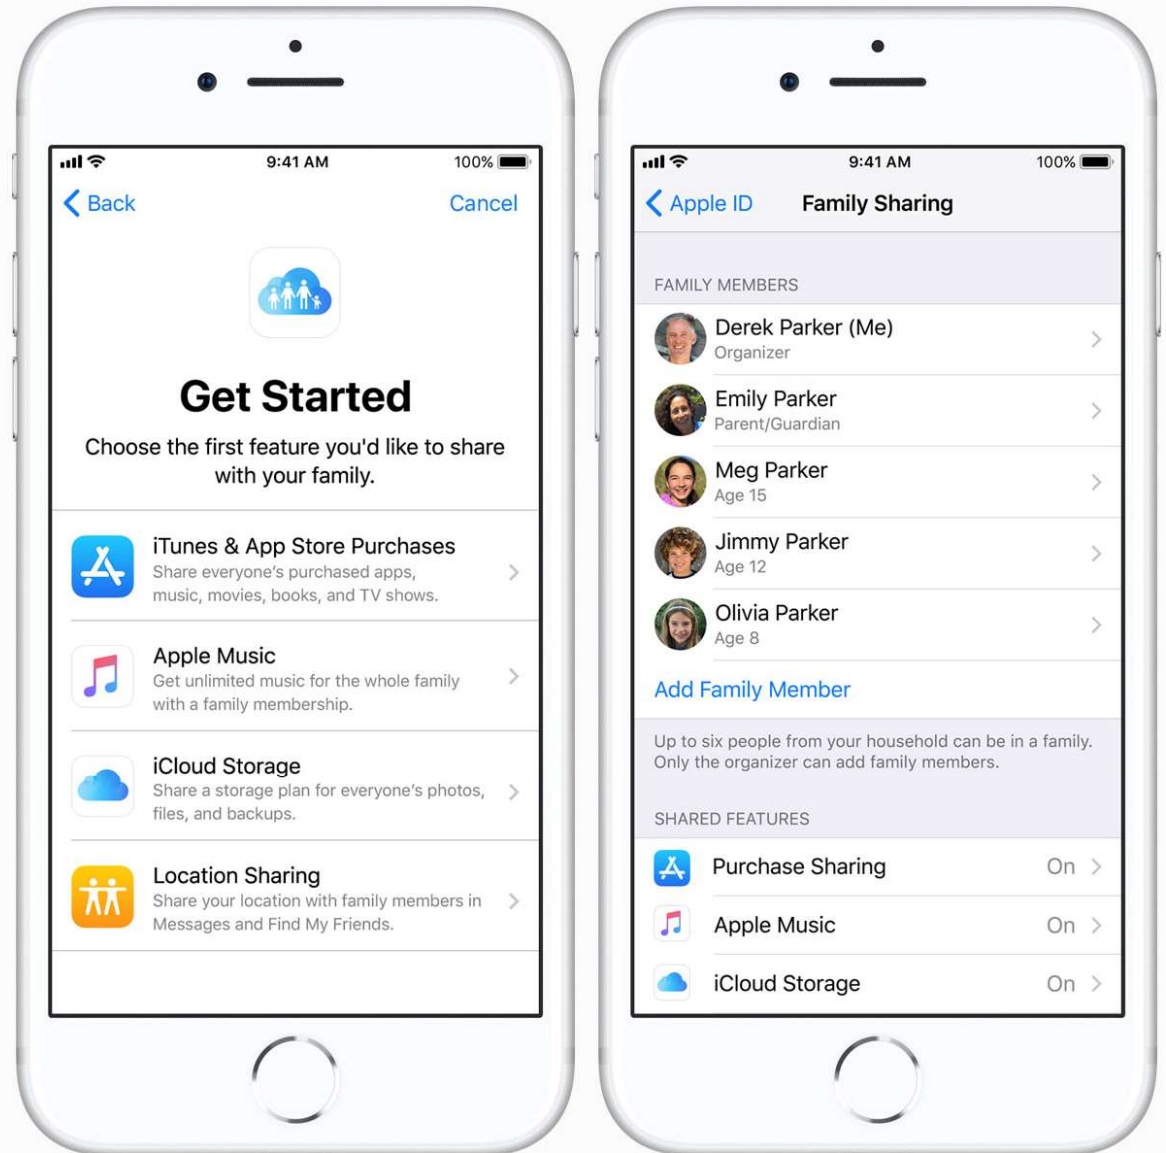 9:41 AM
100%
Back
Cancel
Get Started
Choose the first feature you'd like to share
with your family.
iTunes & App Store Purchases
Share everyone's purchased apps,
music, movies, books, and TV shows.
Apple Music
Get unlimited music for the whole family
with a family membership.
iCloud Storage
Share a storage plan for everyone's photos,
files, and backups.
Location Sharing
Share your location with family members in
Messages and Find My Friends.
9:41 AM
100%
Apple ID
Family Sharing
FAMILY MEMBERS
Derek Parker (Me)
Organizer
Emily Parker
Parent/Guardian
Meg Parker
Age 15
Jimmy Parker
Age 12
Olivia Parker
Age 8
Add Family Member
Up to six people from your household can be in a family.
Only the organizer can add family members.
SHARED FEATURES
Purchase Sharing
On
Apple Music
On
iCloud Storage
On